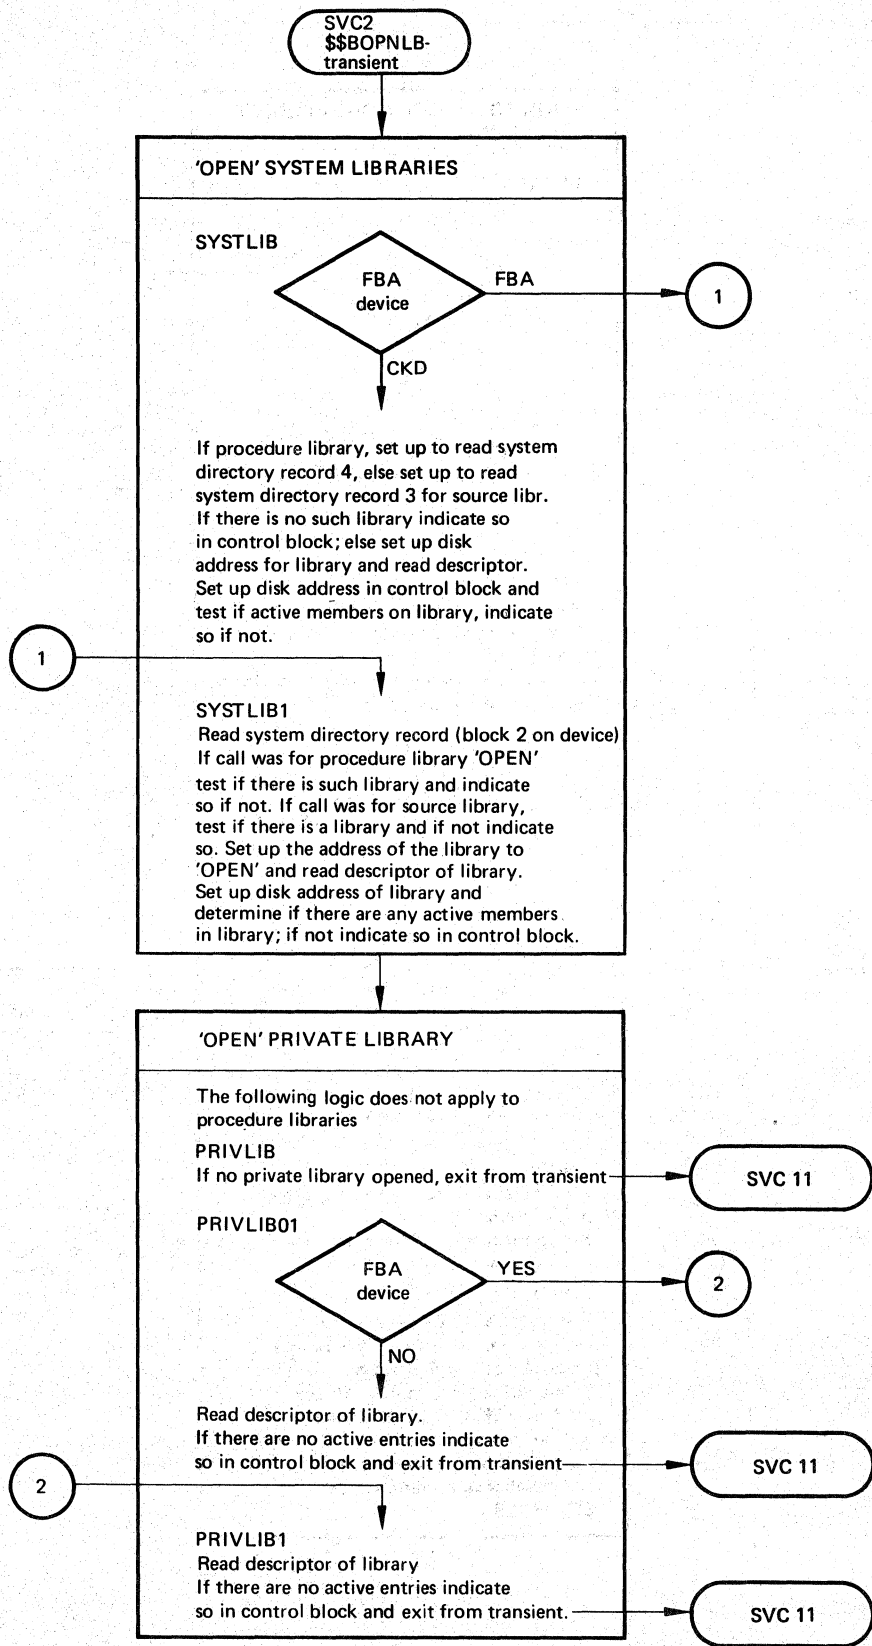 SVC2
$$BOPNLB-
transient
'OPEN' SYSTEM LIBRARIES
SYSTLIB
FBA
device
FBA
1
CKD
If procedure library, set up to read system
directory record 4, else set up to read
system directory record 3 for source libr.
If there is no such library indicate so
in control block; else set up disk
address for library and read descriptor.
Set up disk address in control block and
test if active members on library, indicate
so if not.
1
SYSTLIB1
Read system directory record (block 2 on device)
If call was for procedure library 'OPEN'
test if there is such library and indicate
so if not. If call was for source library,
test if there is a library and if not indicate
so. Set up the address of the library to
'OPEN' and read descriptor of library.
Set up disk address of library and
determine if there are any active members
in library; if not indicate so in control block.
'OPEN' PRIVATE LIBRARY
The following logic does not apply to
procedure libraries
PRIVLIB
If no private library opened, exit from transient
SVC 11
PRIVLIB01
FBA
device
YES
2
NO
Read descriptor of library.
If there are no active entries indicate
so in control block and exit from transient
SVC 11
2
PRIVLIB1
Read descriptor of library
If there are no active entries indicate
so in control block and exit from transient.
SVC 11